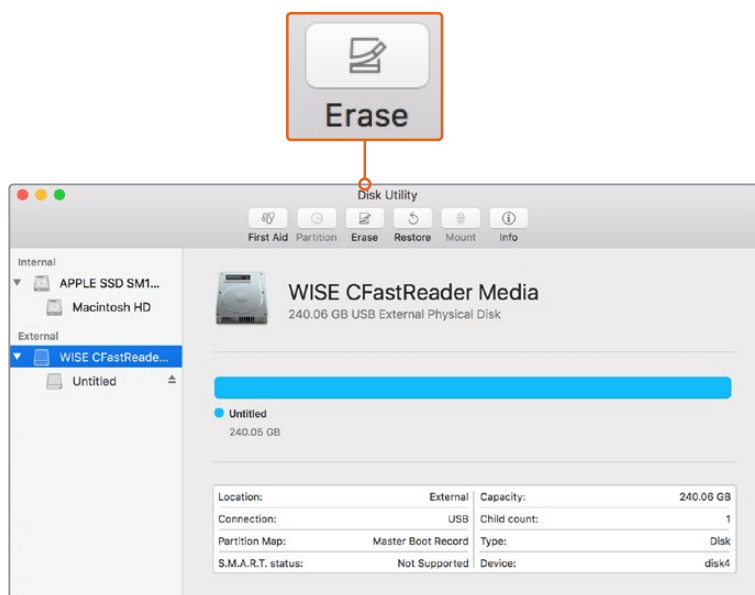 Erase
Disk Utility
First Aid Partition Erase Restore Mount Info
Internal
APPLE SSD SM1...
Macintosh HD
External
WISE CFastReade...
Untitled
WISE CFastReader Media
240.06 GB USB External Physical Disk
Untitled
240.05 GB
Location: External Capacity: 240.06 GB
Connection: USB Child count: 1
Partition Map: Master Boot Record Type: Disk
S.M.A.R.T. status: Not Supported Device: disk4